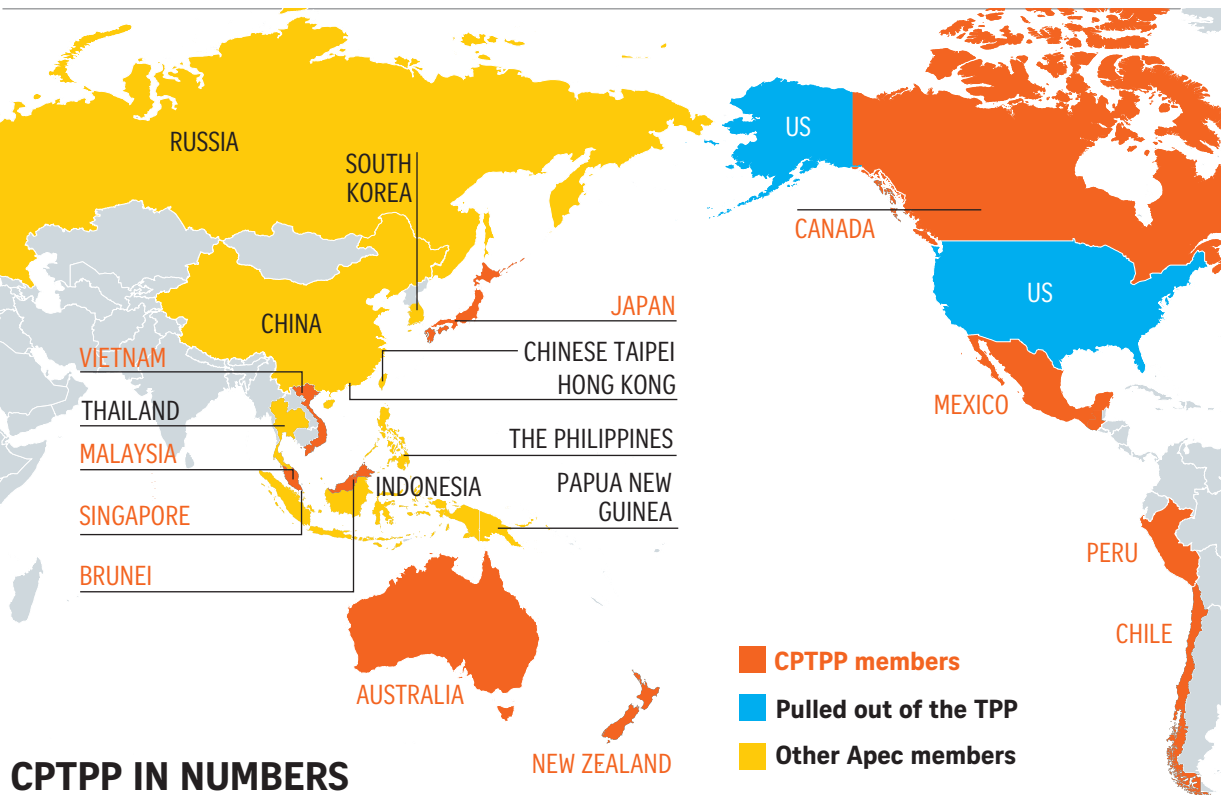 RUSSIA
SOUTH
KOREA
US
CANADA
US
JAPAN
CHINA
CHINESE TAIPEI
VIETNAM
HONG KONG
THAILAND
MEXICO
THE PHILIPPINES
MALAYSIA
INDONESIA
PAPUA NEW
GUINEA
SINGAPORE
PERU
BRUNEI
CHILE
CPTPP members
AUSTRALIA
Pulled out of the TPP
Other Apec members
NEW ZEALAND
CPTPP IN NUMBERS